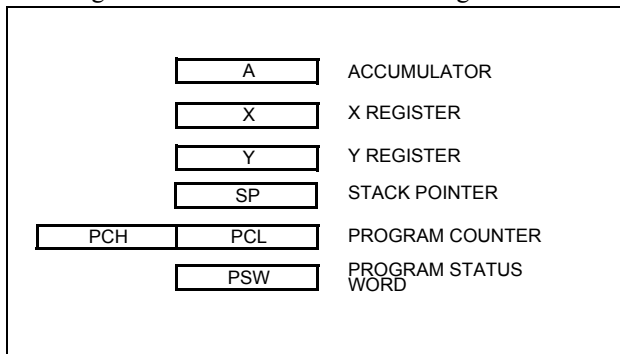 A ACCUMULATOR
X X REGISTER
Y Y REGISTER
SP STACK POINTER
PCH PCL PROGRAM COUNTER
PSW PROGRAM STATUS
WORD